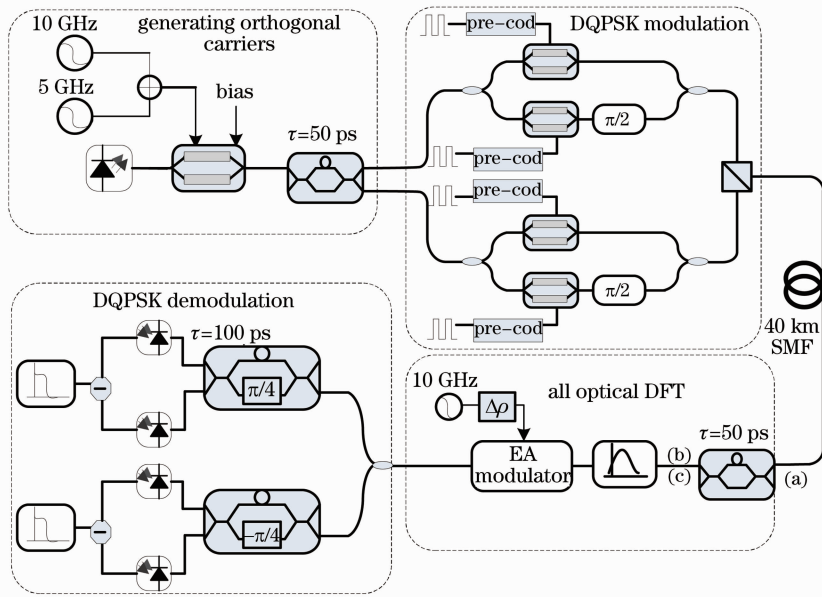 generating orthogonal
carriers
10 GHz
5 GHz
bias
τ=50 ps
DQPSK modulation
pre-cod
π/2
pre-cod
pre-cod
π/2
pre-cod
40 km
SMF
DQPSK demodulation
τ=100 ps
π/4
−π/4
−
−
all optical DFT
10 GHz
Δρ
EA
modulator
(b)
(c)
τ=50 ps
(a)